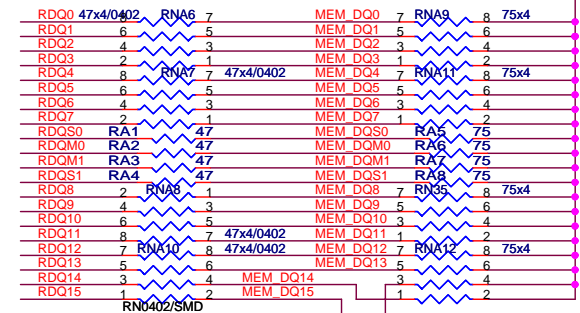 RDQ0 47x4/0402 8 RNA6 7 MEM_DQ0 7 RNA9 8 75x4
RDQ1 6 5 MEM_DQ1 5 6
RDQ2 4 3 MEM_DQ2 3 4
RDQ3 2 1 MEM_DQ3 1 2
RDQ4 8 RNA7 7 47x4/0402 MEM_DQ4 7 RNA11 8 75x4
RDQ5 6 5 MEM_DQ5 5 6
RDQ6 4 3 MEM_DQ6 3 4
RDQ7 2 1 MEM_DQ7 1 2
RDQS0 RA1 47 MEM_DQS0 RA5 75
RDQM0 RA2 47 MEM_DQM0 RA6 75
RDQM1 RA3 47 MEM_DQM1 RA7 75
RDQS1 RA4 47 MEM_DQS1 RA8 75
RDQ8 2 RNA8 1 MEM_DQ8 7 RN35 8 75x4
RDQ9 4 3 MEM_DQ9 5 6
RDQ10 6 5 MEM_DQ10 3 4
RDQ11 8 7 47x4/0402 MEM_DQ11 1 2
RDQ12 7 RNA10 8 47x4/0402 MEM_DQ12 7 RNA12 8 75x4
RDQ13 5 6 MEM_DQ13 5 6
RDQ14 3 4 MEM_DQ14 3 4
RDQ15 1 2 MEM_DQ15 1 2
RN0402/SMD